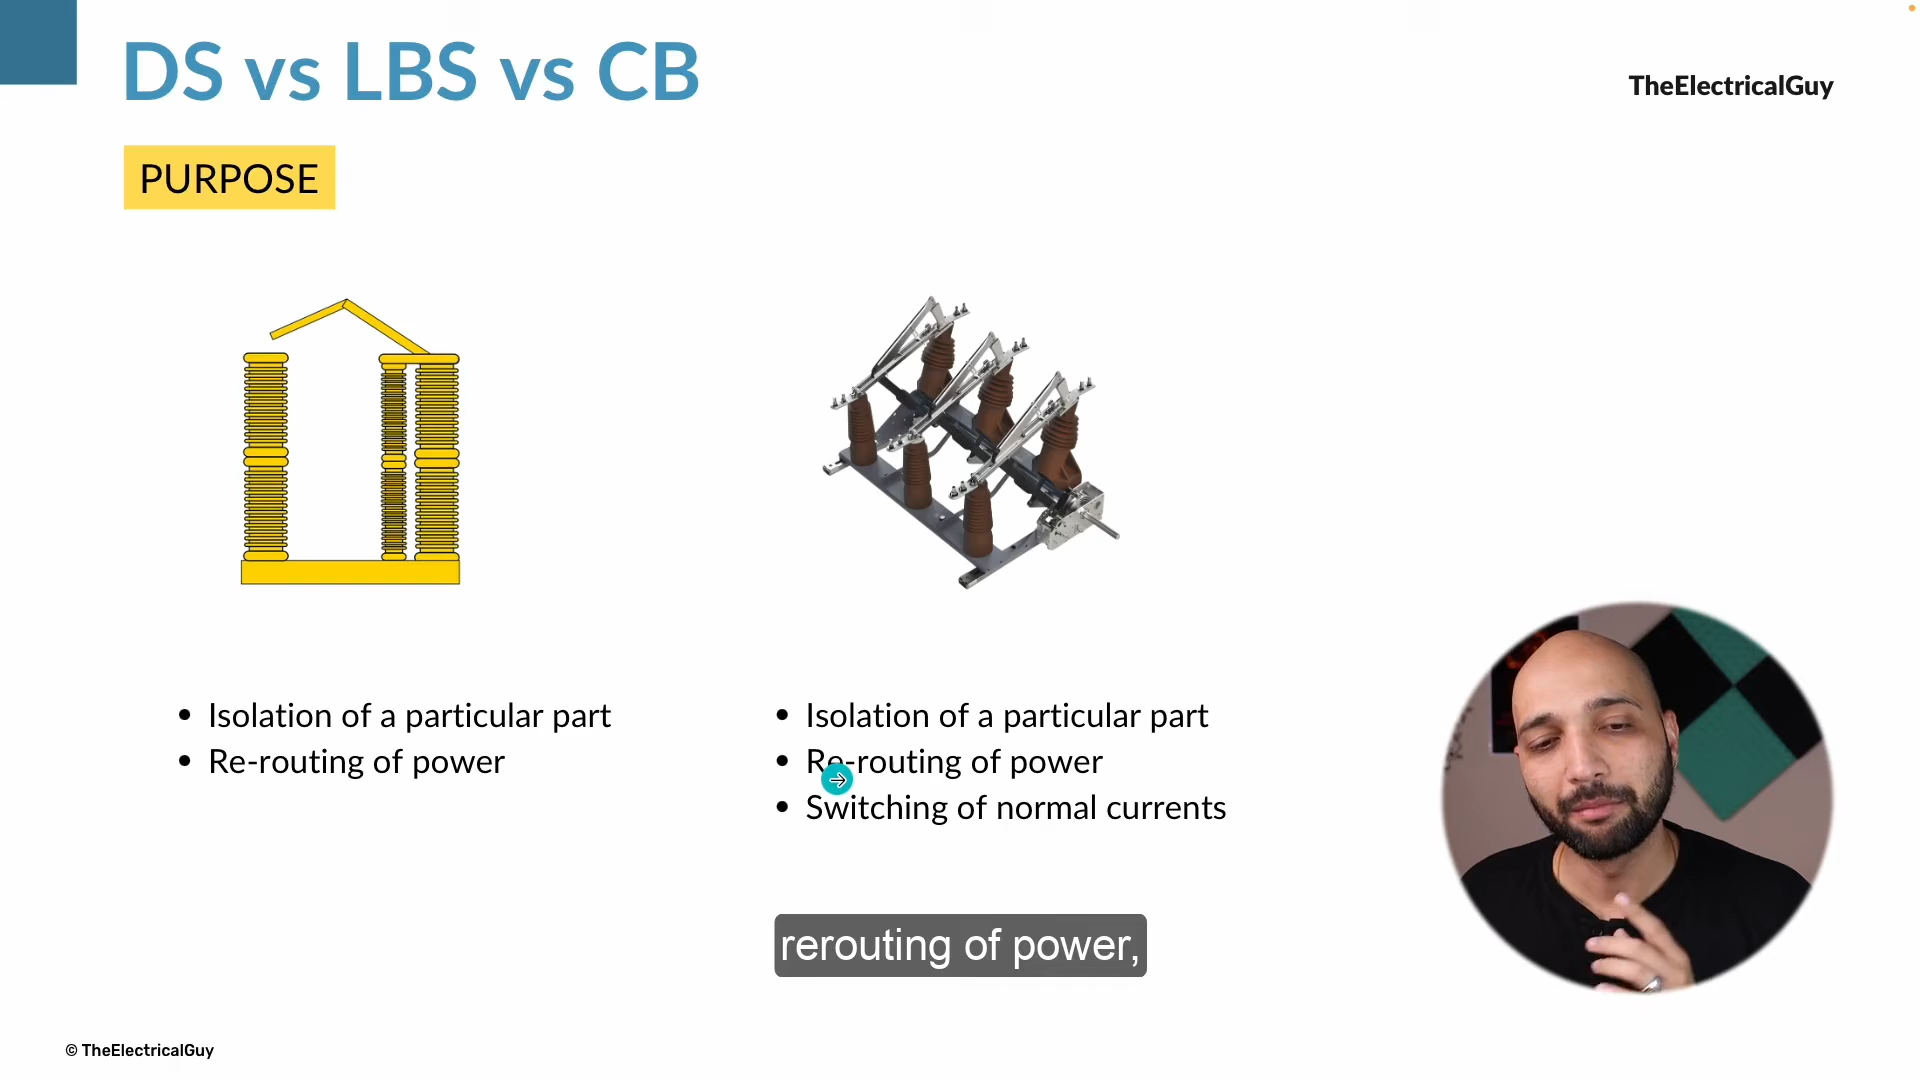 DS vs LBS vs CB
TheElectricalGuy
PURPOSE
• Isolation of a particular part
• Re-routing of power
• Isolation of a particular part
• Re-routing of power
• Switching of normal currents
rerouting of power,
© TheElectricalGuy